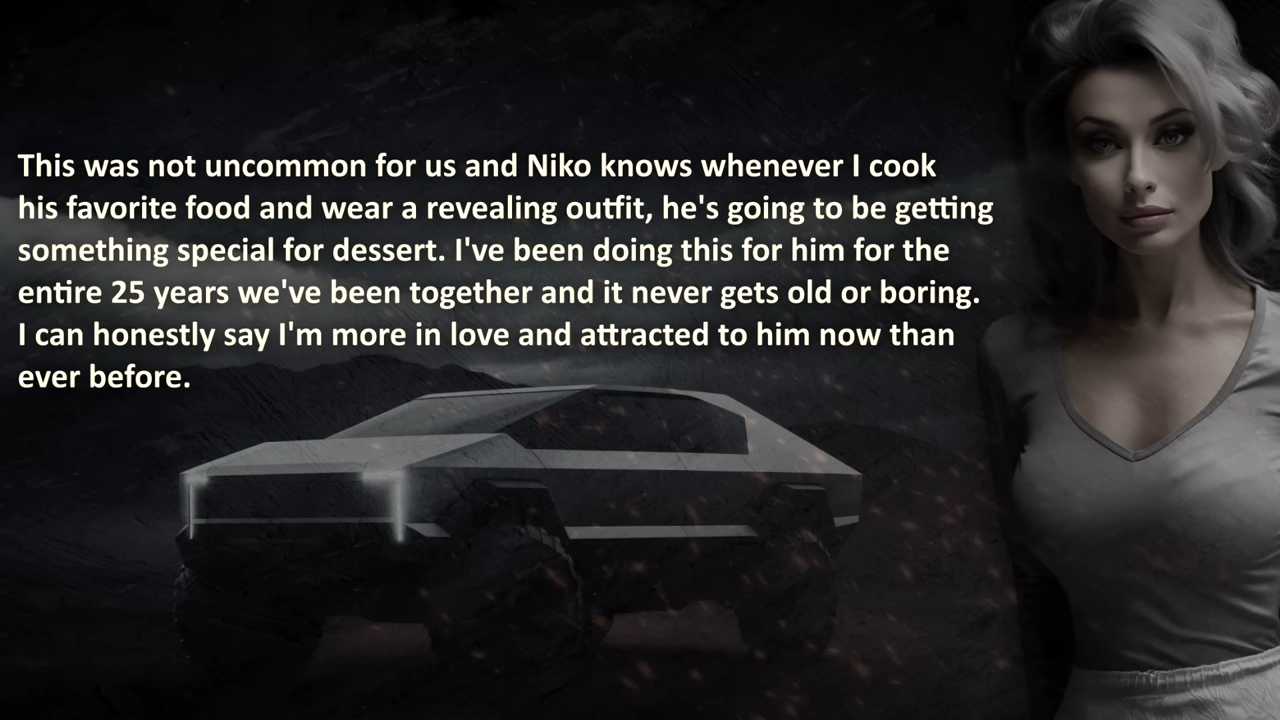 This was not uncommon for us and Niko knows whenever I cook
his favorite food and wear a revealing outfit, he's going to be getting
something special for dessert. I've been doing this for him for the
entire 25 years we've been together and it never gets old or boring.
I can honestly say I'm more in love and attracted to him now than
ever before.